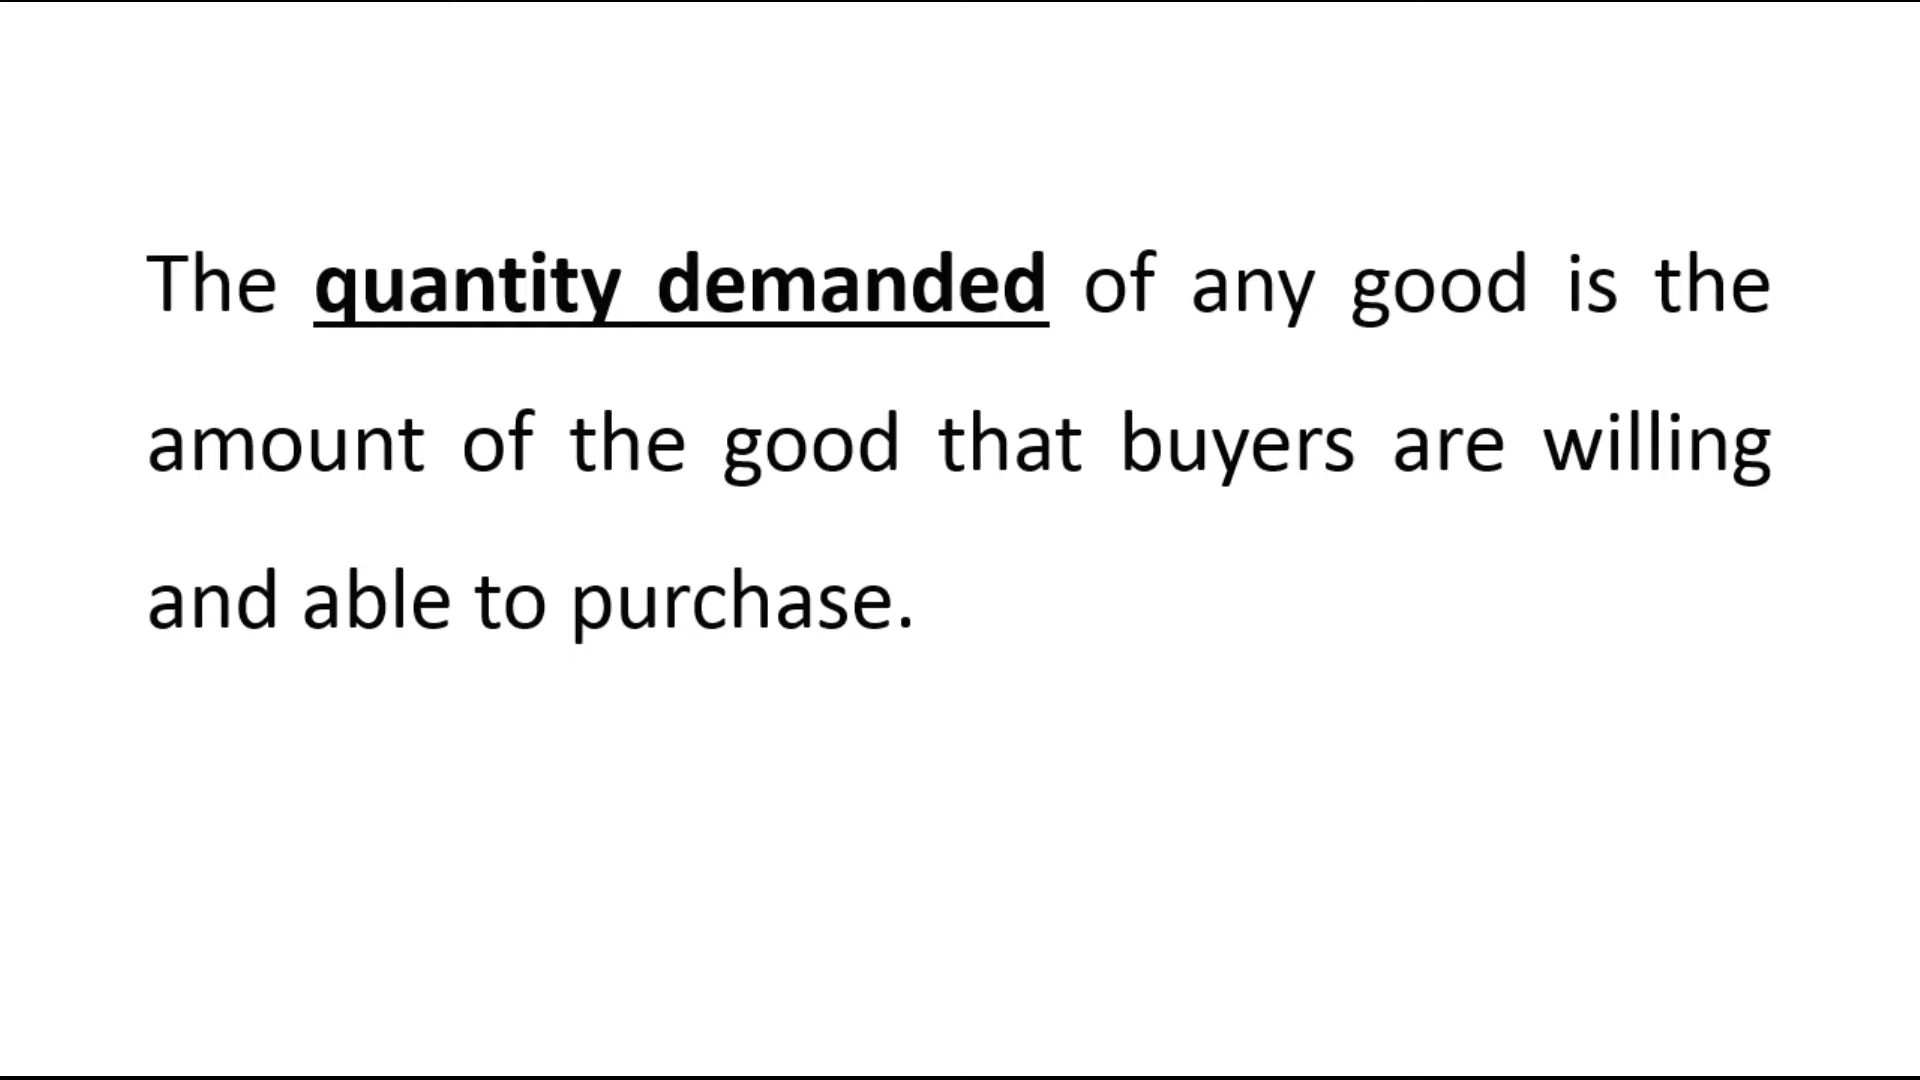 The quantity demanded of any good is the
amount of the good that buyers are willing
and able to purchase.